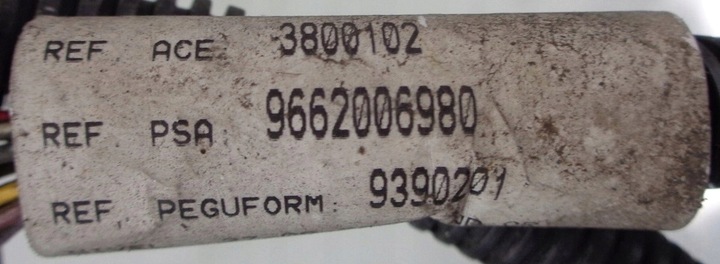 REF ACE: 3800102
REF. PSA: 9662006980
REF. PEGUFORM: 9390201